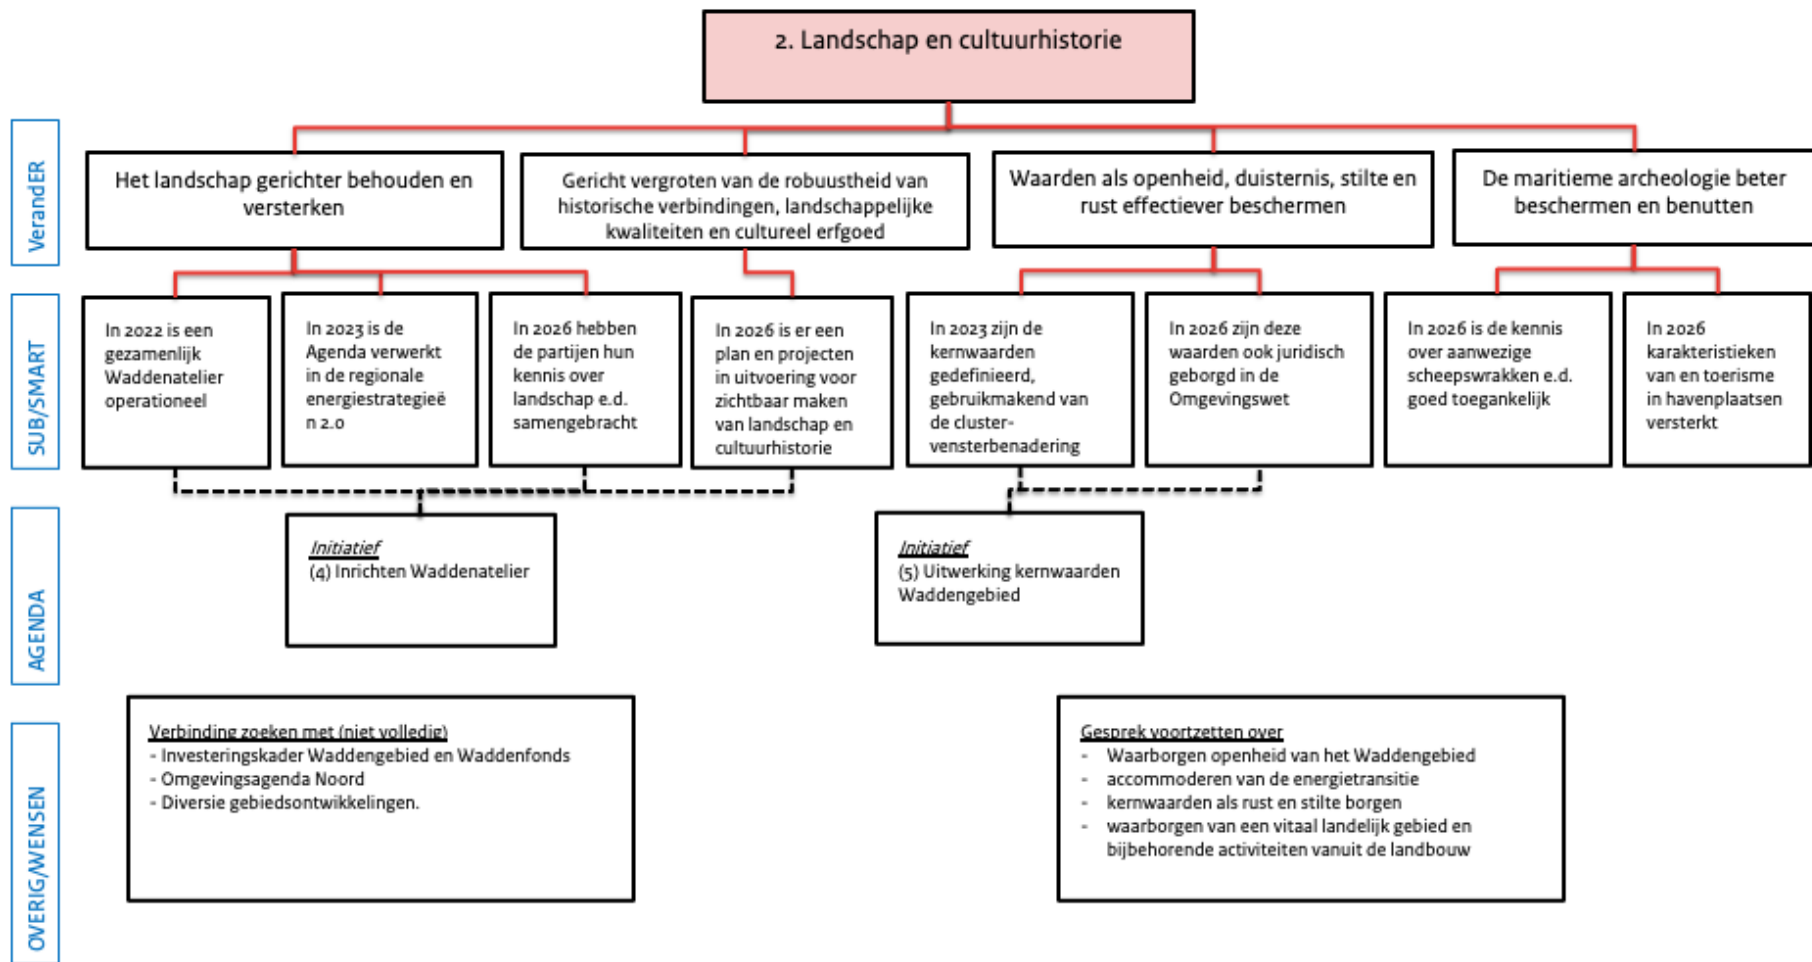 2. Landschap en cultuurhistorie
VerandER
Het landschap gerichter behouden en
versterken
Gericht vergroten van de robuustheid van
historische verbindingen, landschappelijke
kwaliteiten en cultureel erfgoed
Waarden als openheid, duisternis, stilte en
rust effectiever beschermen
De maritieme archeologie beter
beschermen en benutten
SUB/SMART
In 2022 is een
gezamenlijk
Waddenatelier
operationeel
In 2023 is de
Agenda verwerkt
in de regionale
energiestrategieë
n 2.0
In 2026 hebben
de partijen hun
kennis over
landschap e.d.
samengebracht
In 2026 is er een
plan en projecten
in uitvoering voor
zichtbaar maken
van landschap en
cultuurhistorie
In 2023 zijn de
kernwaarden
gedefinieerd,
gebruikmakend van
de cluster-
vensterbenadering
In 2026 zijn deze
waarden ook juridisch
geborgd in de
Omgevingswet
In 2026 is de kennis
over aanwezige
scheepswrakken e.d.
goed toegankelijk
In 2026
karakteristieken
van en toerisme
in havenplaatsen
versterkt
AGENDA
Initiatief
(4) Inrichten Waddenatelier
Initiatief
(5) Uitwerking kernwaarden
Waddengebied
OVERIG/WENSEN
Verbinding zoeken met (niet volledig)
- Investeringskader Waddengebied en Waddenfonds
- Omgevingsagenda Noord
- Diversie gebiedsontwikkelingen.
Gesprek voortzetten over
- Waarborgen openheid van het Waddengebied
- accommoderen van de energietransitie
- kernwaarden als rust en stilte borgen
- waarborgen van een vitaal landelijk gebied en
bijbehorende activiteiten vanuit de landbouw